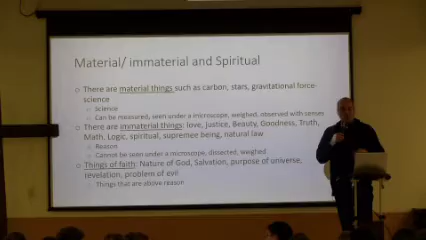 Material/ immaterial and Spiritual
There are material things such as carbon, stars, gravitational force-
science
Science
Can be measured, seen under a microscope, weighed, observed with senses
There are immaterial things: love, Justice, Beauty, Goodness, Truth,
Math, Logic, spiritual, supreme being, natural law
Reason
Cannot be seen under a microscope, dissected, weighed
Things of faith: Nature of God, Salvation, purpose of universe,
revelation, problem of evil
Things that are above reason